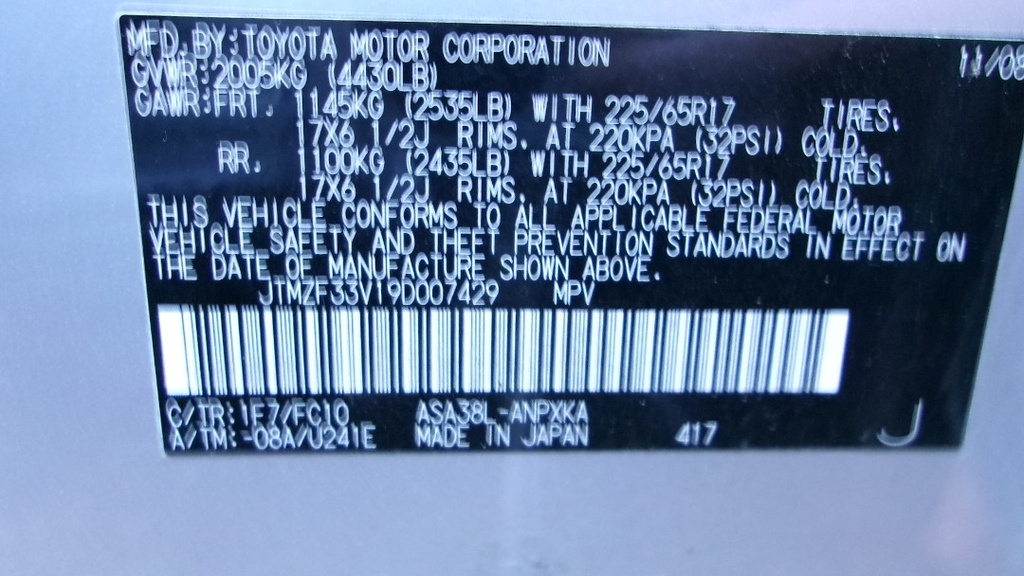 MFD. BY: TOYOTA MOTOR CORPORATION 11/08
GVWR: 2005KG (4430LB)
GAWR: FRT. 1145KG (2535LB) WITH 225/65R17 TIRES.
17X6 1/2J RIMS. AT 220KPA (32PSI) COLD.
RR. 1100KG (2435LB) WITH 225/65R17 TIRES.
17X6 1/2J RIMS. AT 220KPA (32PSI) COLD.
THIS VEHICLE CONFORMS TO ALL APPLICABLE FEDERAL MOTOR
VEHICLE SAFETY AND THEFT PREVENTION STANDARDS IN EFFECT ON
THE DATE OF MANUFACTURE SHOWN ABOVE.
JTMZF33V19D007429 MPV
C/TR: 1F7/FC10 ASA38L-ANPXKA
A/TM: -08A/U241E MADE IN JAPAN 417 J